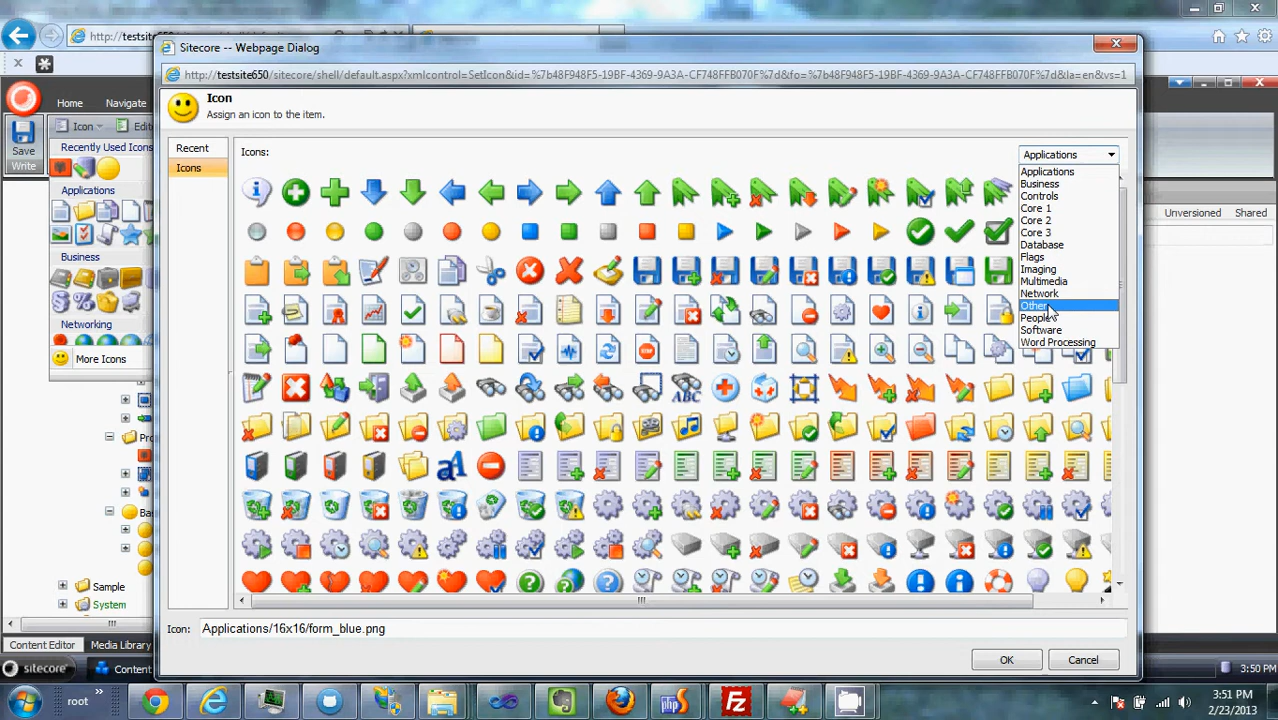 http://testsite
Sitecore -- Webpage Dialog
http://testsite650/sitecore/shell/default.aspx?xmlcontrol=SetIcon&id=%7b48F948F5-19BF-4369-9A3A-CF748FFB070F%7d&fo=%7b48F948F5-19BF-4369-9A3A-CF748FFB070F%7d&la=en&vs=1
Icon
Assign an icon to the item.
Home Navigate
Save
Write
Icon
Recently Used Icons
Applications
Business
Networking
More Icons
Recent
Icons
Icons:
Applications
Applications
Business
Controls
Core 1
Core 2
Core 3
Database
Flags
Imaging
Multimedia
Network
Other
People
Software
Word Processing
Unversioned Shared
Sample
System
Icon: Applications/16x16/form_blue.png
OK Cancel
Content Editor Media Library
sitecore
Content
3:50 PM
root
3:51 PM
2/23/2013